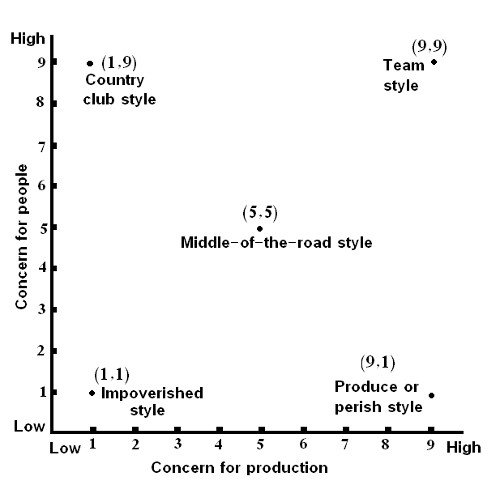 High
(9,9)
9
(1,9)
Team
style
Country
club style
8
7
6
Concern for people
(5,5)
5
Middle-of-the-road style
4
3
2
(9,1)
(1,1)
Produce or
perish style
1
Impoverished
style
Low
Low 1 2 3 4 5 6 7 8 9 High
Concern for production